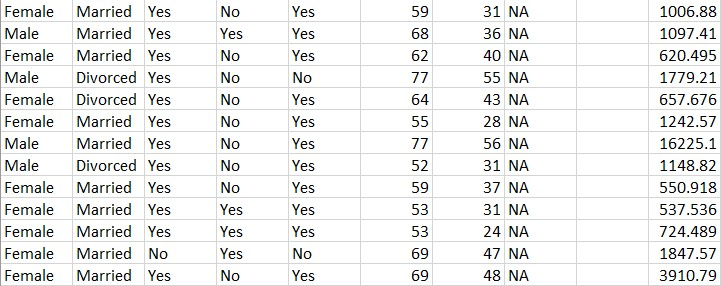 Female Married Yes No Yes 59 31 NA 1006.88
Male Married Yes Yes Yes 68 36 NA 1097.41
Female Married Yes No Yes 62 40 NA 620.495
Male Divorced Yes No No 77 55 NA 1779.21
Female Divorced Yes No Yes 64 43 NA 657.676
Female Married Yes No Yes 55 28 NA 1242.57
Male Married Yes No Yes 77 56 NA 16225.1
Male Divorced Yes No Yes 52 31 NA 1148.82
Female Married Yes No Yes 59 37 NA 550.918
Female Married Yes Yes Yes 53 31 NA 537.536
Female Married Yes Yes Yes 53 24 NA 724.489
Female Married No Yes No 69 47 NA 1847.57
Female Married Yes No Yes 69 48 NA 3910.79